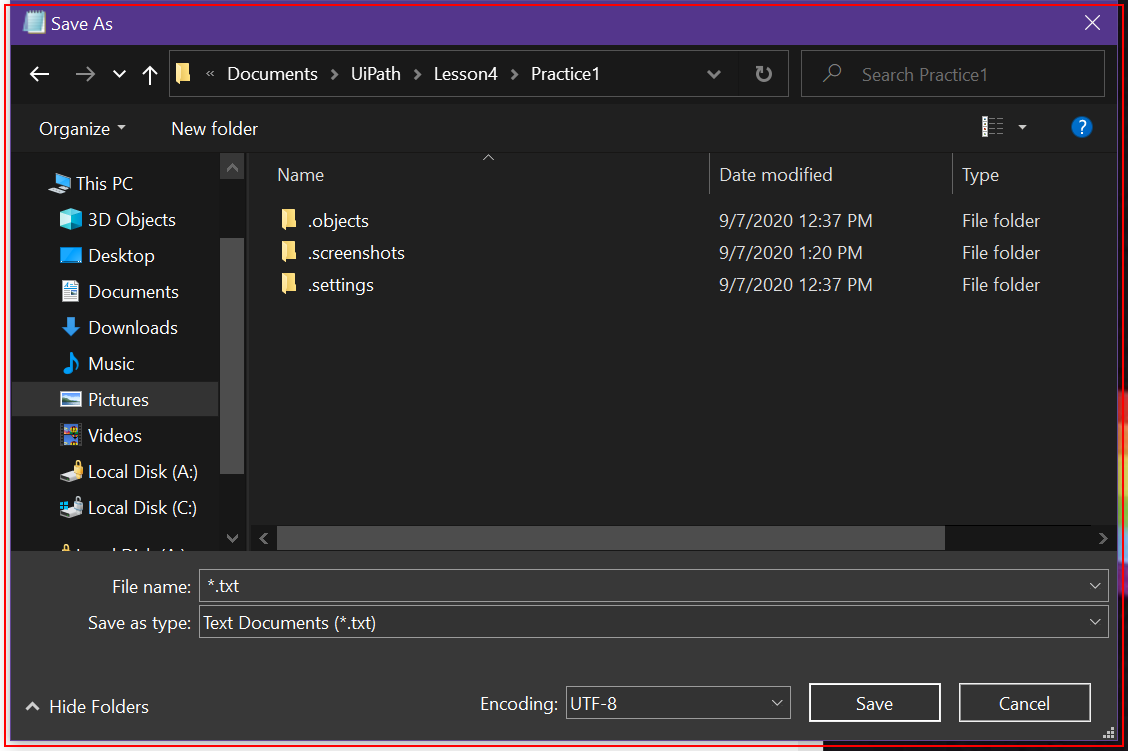 Save As
« Documents > UiPath > Lesson4 > Practice1
Search Practice1
Organize
New folder
?
Name
Date modified
Type
This PC
3D Objects
Desktop
Documents
Downloads
Music
Pictures
Videos
Local Disk (A:)
Local Disk (C:)
.objects 9/7/2020 12:37 PM File folder
.screenshots 9/7/2020 1:20 PM File folder
.settings 9/7/2020 12:37 PM File folder
File name: *.txt
Save as type: Text Documents (*.txt)
Hide Folders
Encoding: UTF-8
Save
Cancel